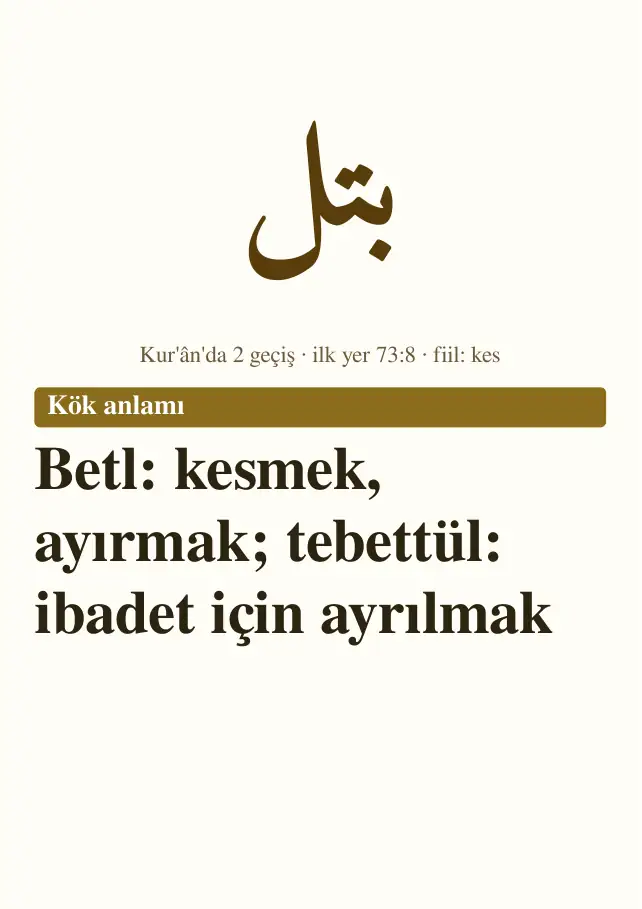 بتل
Kur'ân'da 2 geçiş · ilk yer 73:8 · fiil: kes
Kök anlamı
Betl: kesmek,
ayırmak; tebettül:
ibadet için ayrılmak